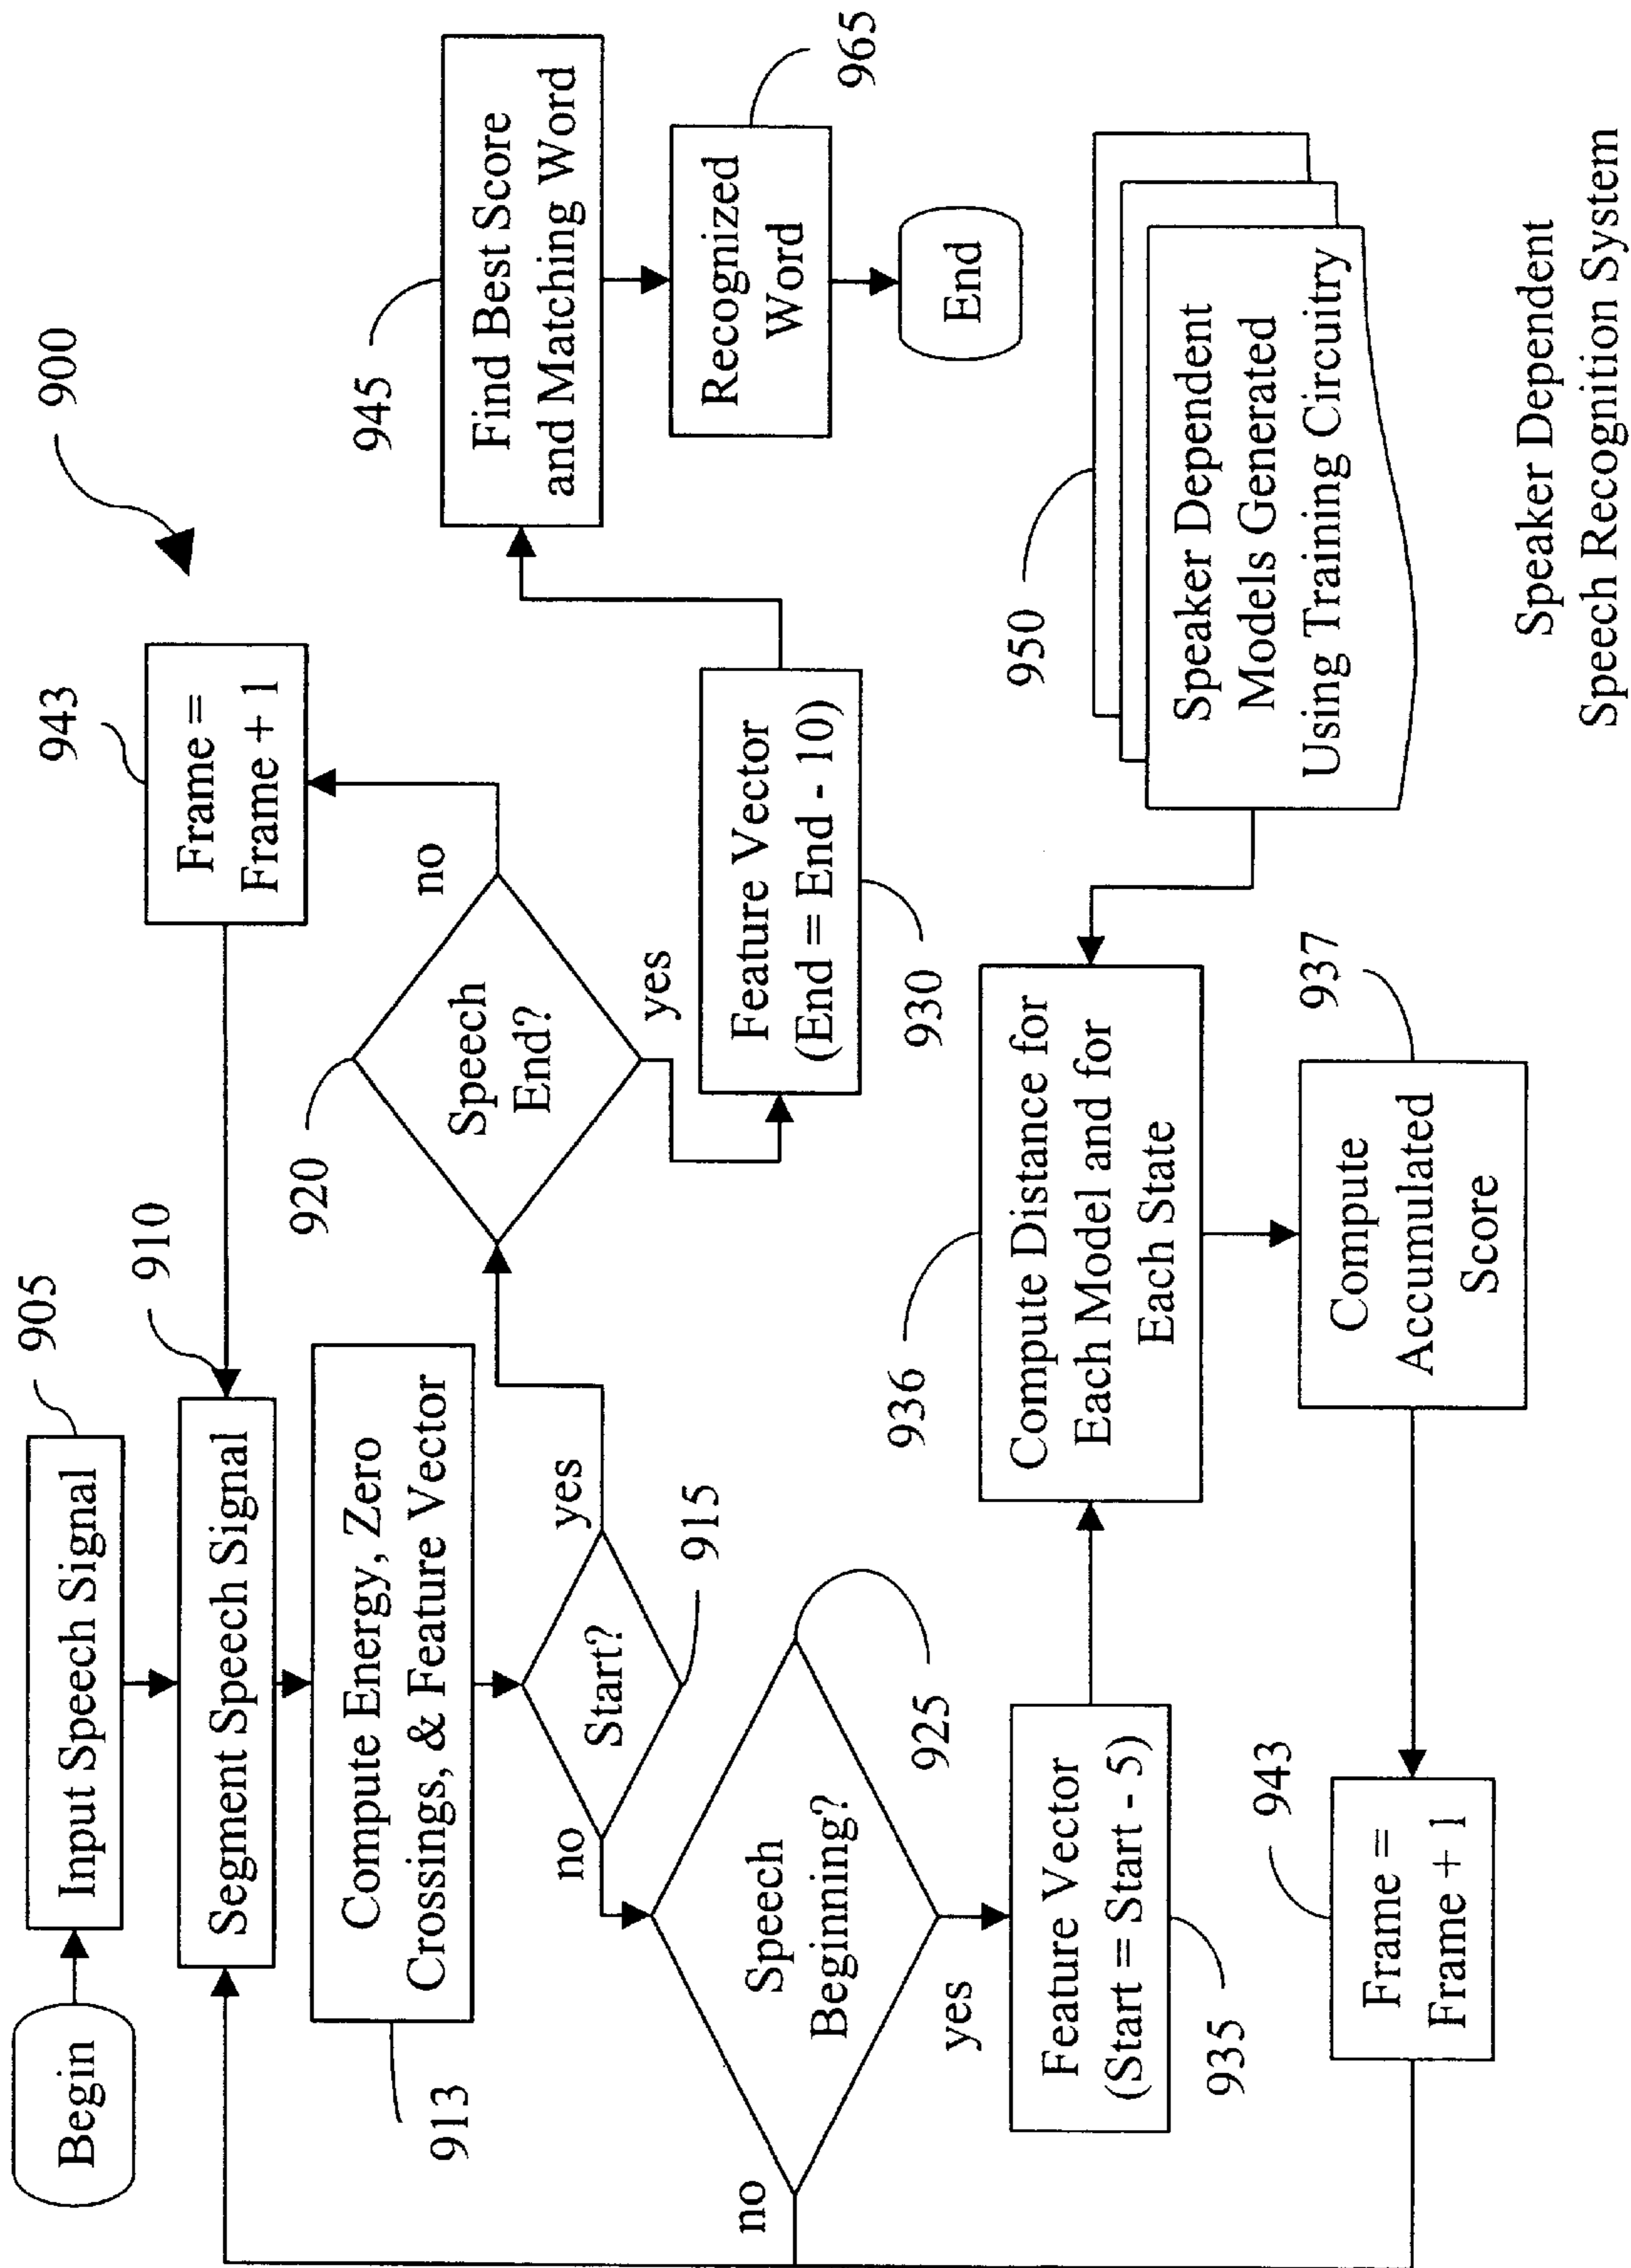 900
Begin
Input Speech Signal
905
Segment Speech Signal
910
Compute Energy, Zero
Crossings, & Feature Vector
913
Start?
915
yes
no
Speech
End?
920
no
yes
Frame =
Frame + 1
943
Feature Vector
(End = End - 10)
930
Find Best Score
and Matching Word
945
Recognized
Word
965
End
Speech
Beginning?
925
no
yes
Feature Vector
(Start = Start - 5)
935
Compute Distance for
Each Model and for
Each State
936
Speaker Dependent
Models Generated
Using Training Circuitry
950
Compute
Accumulated
Score
937
Frame =
Frame + 1
943
Speaker Dependent
Speech Recognition System